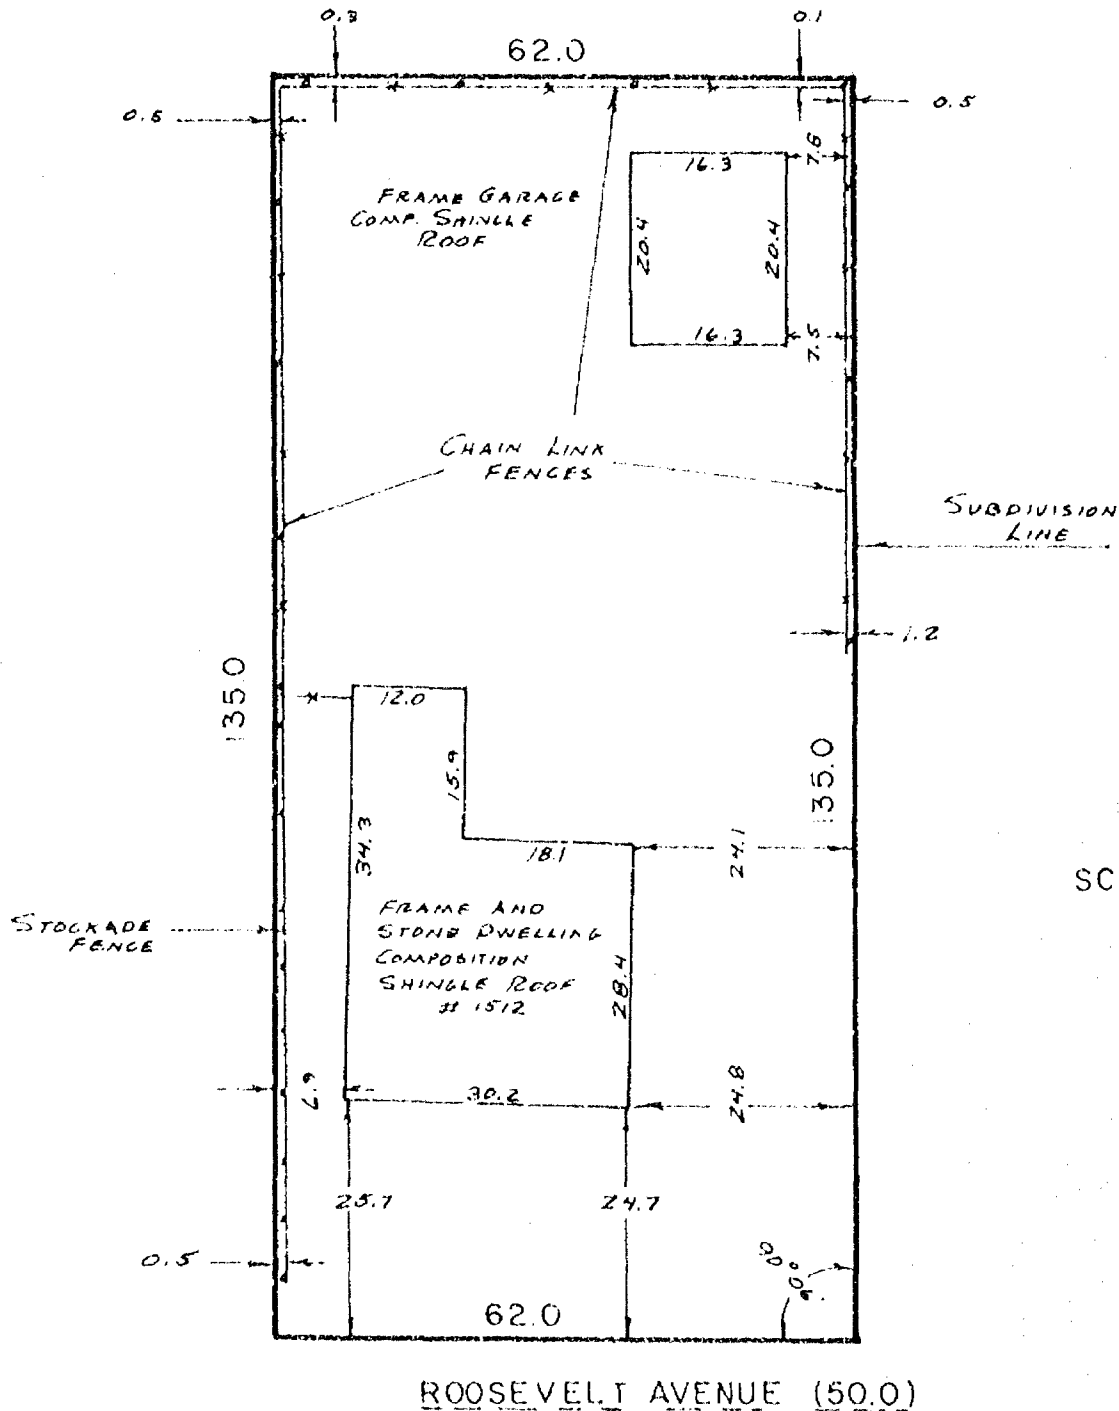 0.3
0.1
62.0
0.5
0.5
16.3
7.6
FRAME GARAGE
COMP. SHINGLE
ROOF
20.4
20.4
16.3
7.5
CHAIN LINK
FENCES
SUBDIVISION
LINE
1.2
135.0
12.0
135.0
15.9
34.3
18.1
24.1
SC
FRAME AND
STONE DWELLING
COMPOSITION
SHINGLE ROOF
# 1512
STOCKADE
FENCE
28.4
6.9
30.2
24.8
25.7
24.7
0.5
62.0
ROOSEVELT AVENUE (50.0)